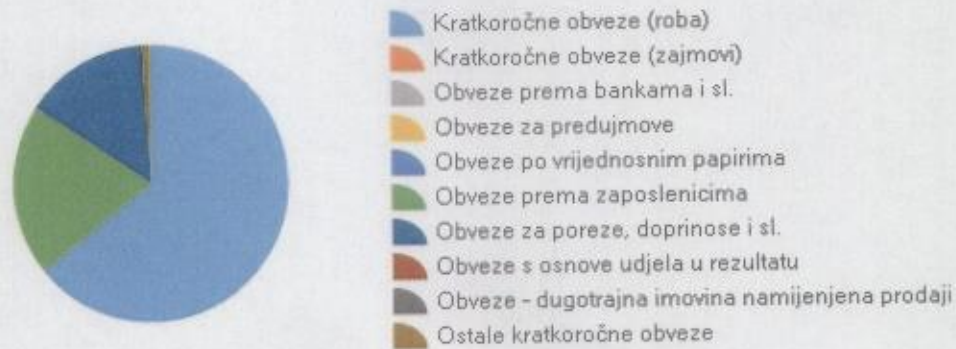 Kratkoročne obveze (roba)
Kratkoročne obveze (zajmovi)
Obveze prema bankama i sl.
Obveze za predujmove
Obveze po vrijednosnim papirima
Obveze prema zaposlenicima
Obveze za poreze, doprinose i sl.
Obveze s osnove udjela u rezultatu
Obveze - dugotrajna imovina namijenjena prodaji
Ostale kratkoročne obveze